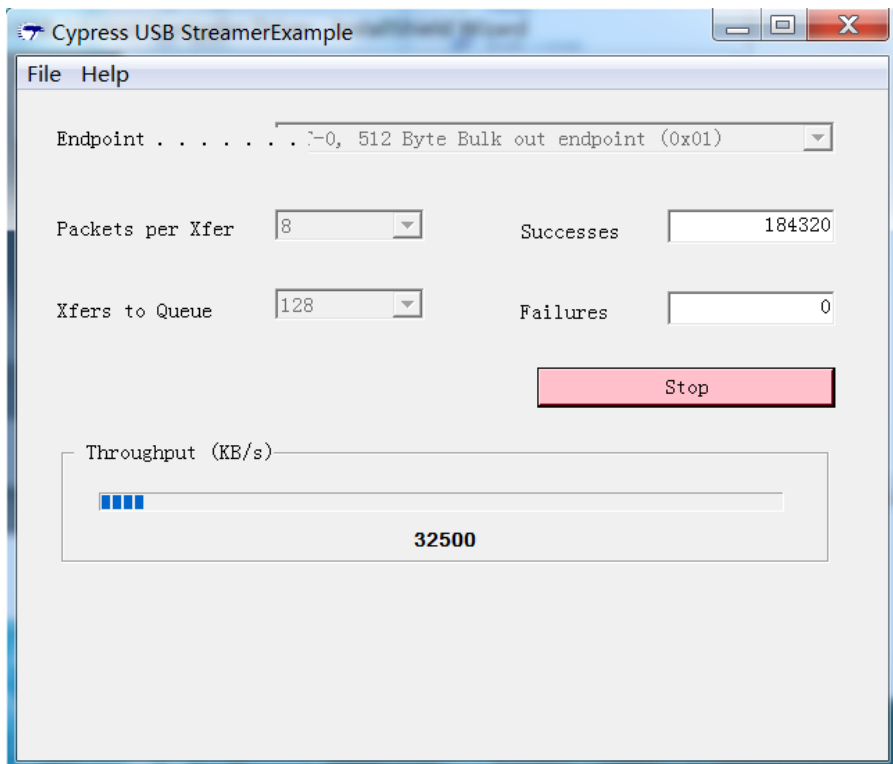 Cypress USB StreamerExample
File Help
Endpoint . . . . . . . -0, 512 Byte Bulk out endpoint (0x01)
Packets per Xfer 8 Successes 184320
Xfers to Queue 128 Failures 0
Stop
Throughput (KB/s)
32500